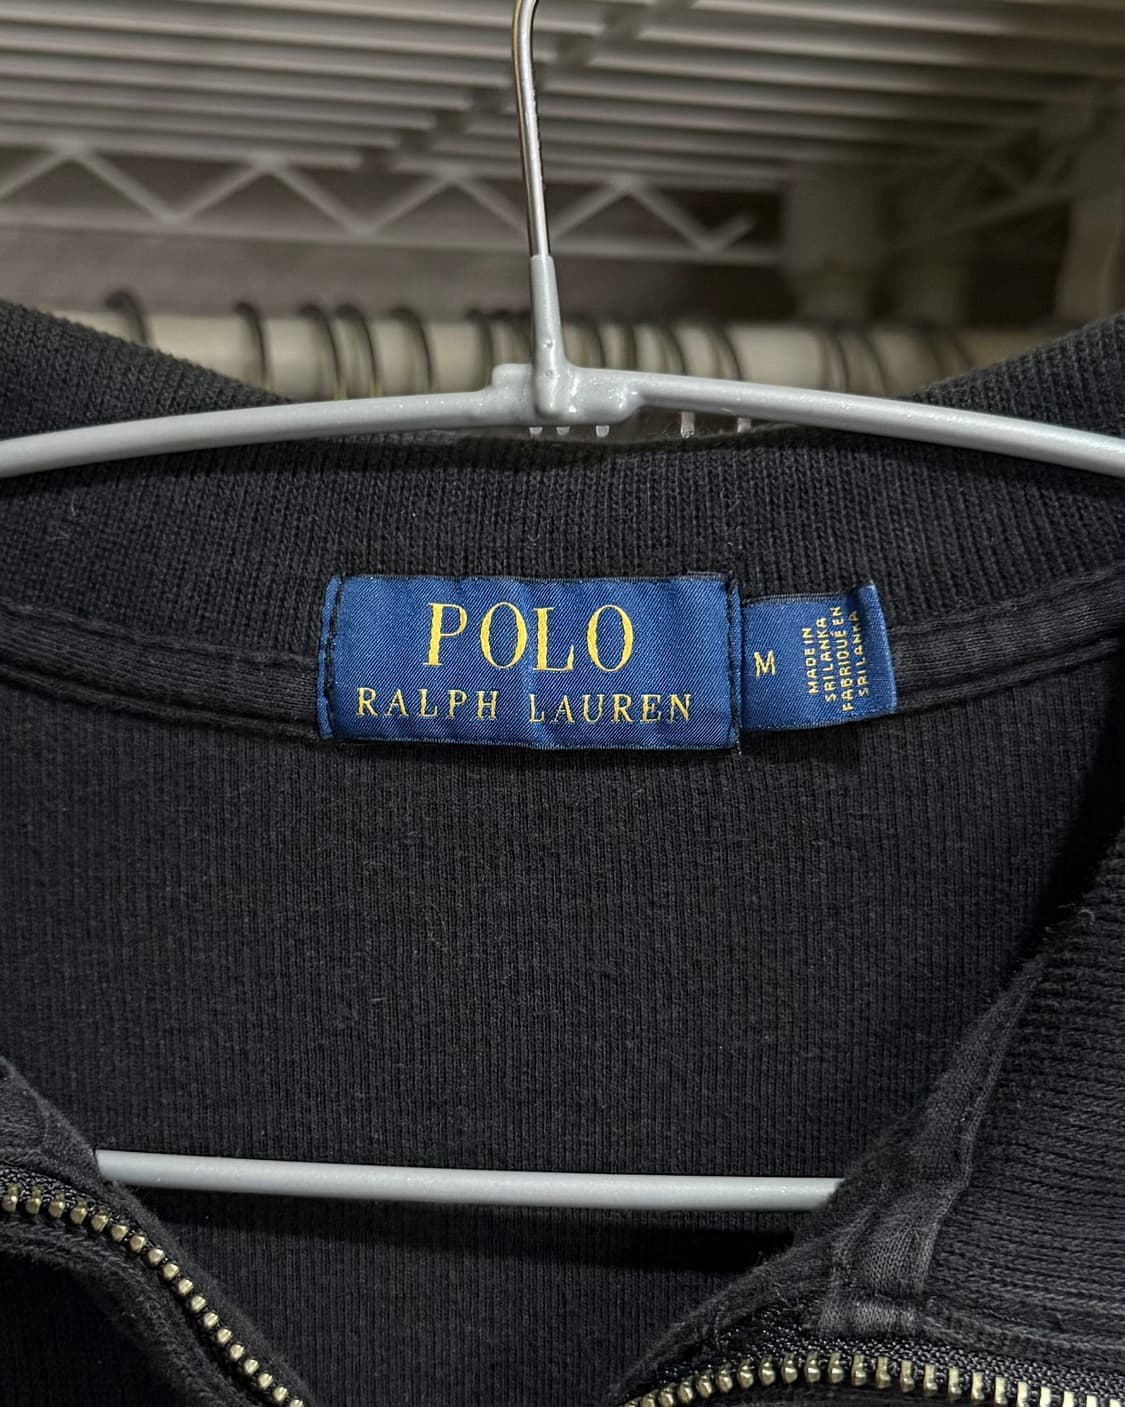 POLO
RALPH LAUREN
M
MADE IN
SRI LANKA
FABRIQUÉ EN
SRI LANKA